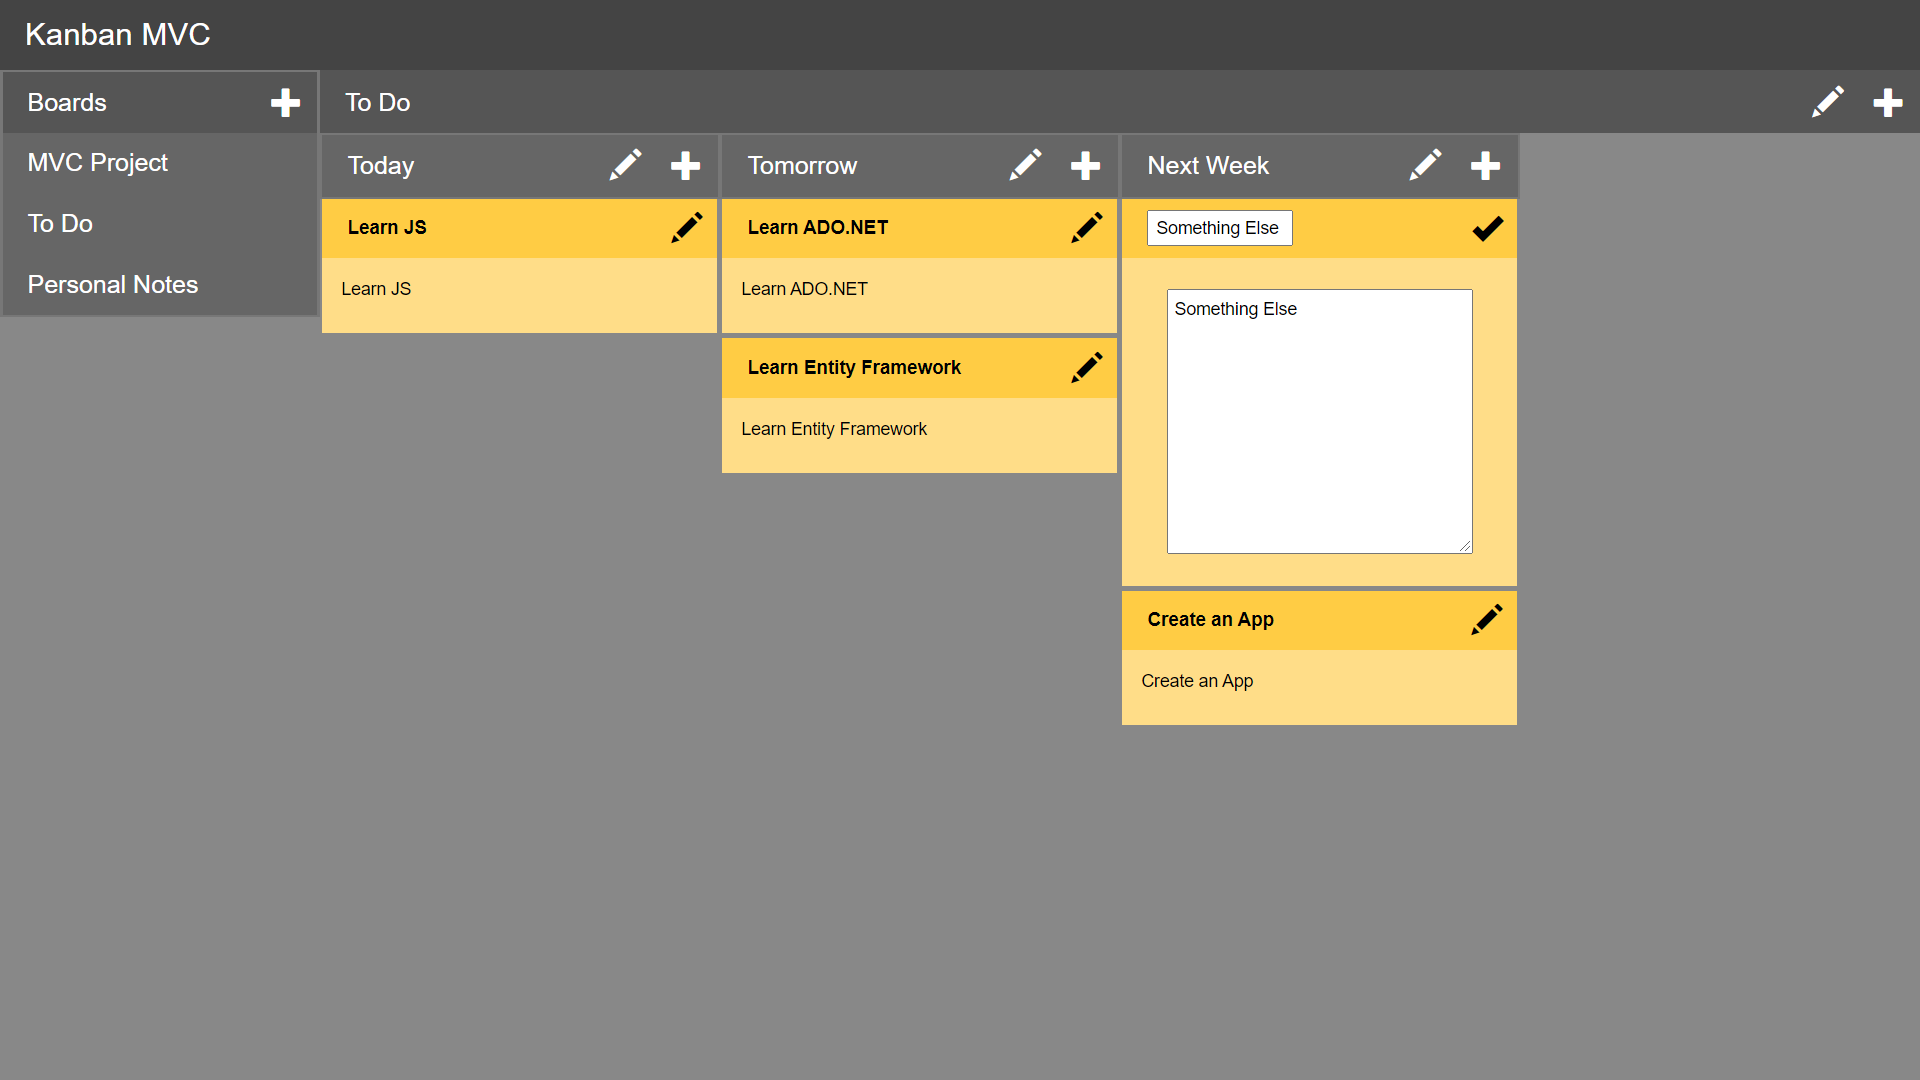 Kanban MVC
Boards
MVC Project
To Do
Personal Notes
To Do
Today
Learn JS
Learn JS
Tomorrow
Learn ADO.NET
Learn ADO.NET
Learn Entity Framework
Learn Entity Framework
Next Week
Something Else
Something Else
Create an App
Create an App